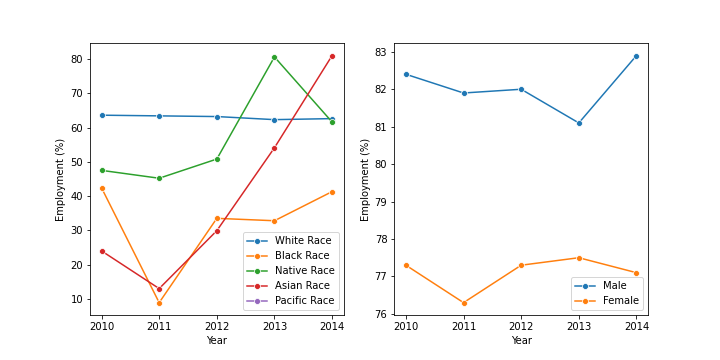 80
70
60
50
40
30
20
10
Employment (%)
2010 2011 2012 2013 2014
Year
White Race
Black Race
Native Race
Asian Race
Pacific Race
83
82
81
80
79
78
77
76
Employment (%)
2010 2011 2012 2013 2014
Year
Male
Female